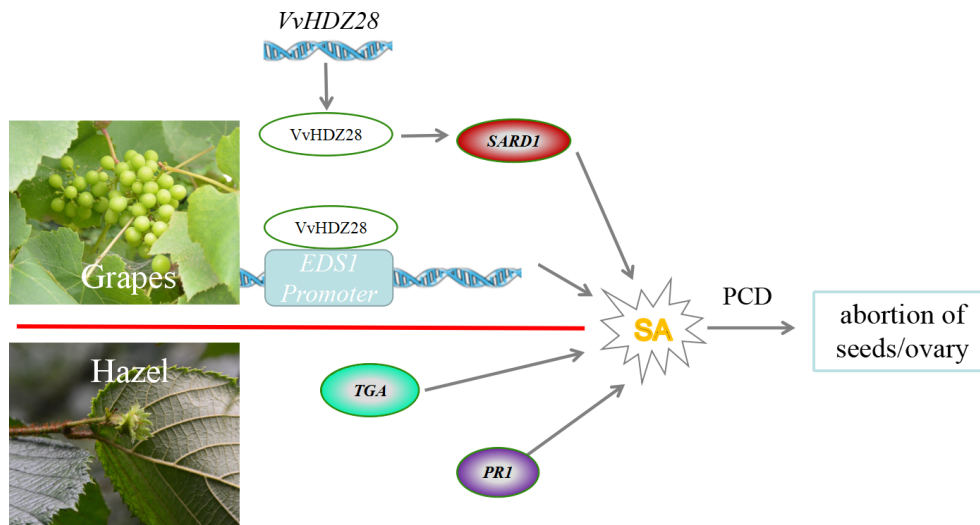 VvHDZ28
VvHDZ28
SARD1
VvHDZ28
Grapes
EDS1
Promoter
PCD
SA
abortion of
seeds/ovary
Hazel
TGA
PR1